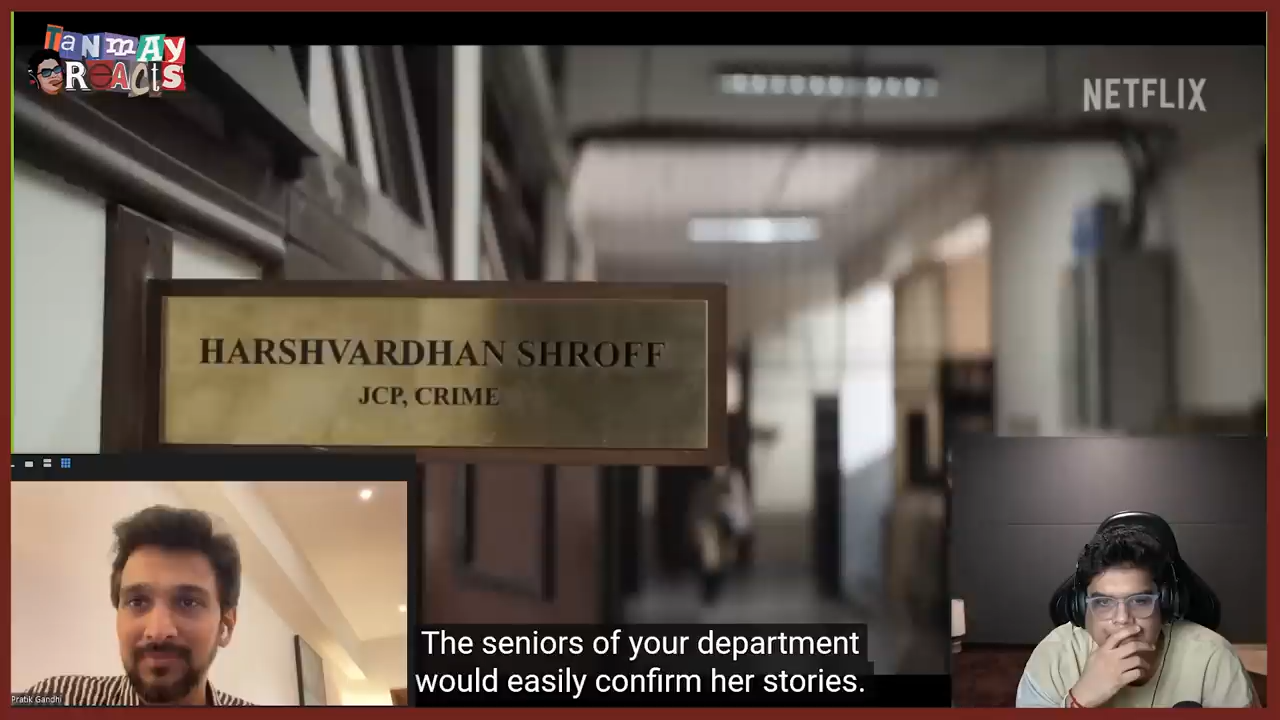 TANMAY
REACTS
NETFLIX
HARSHVARDHAN SHROFF
JCP, CRIME
Pratik Gandhi
The seniors of your department
would easily confirm her stories.